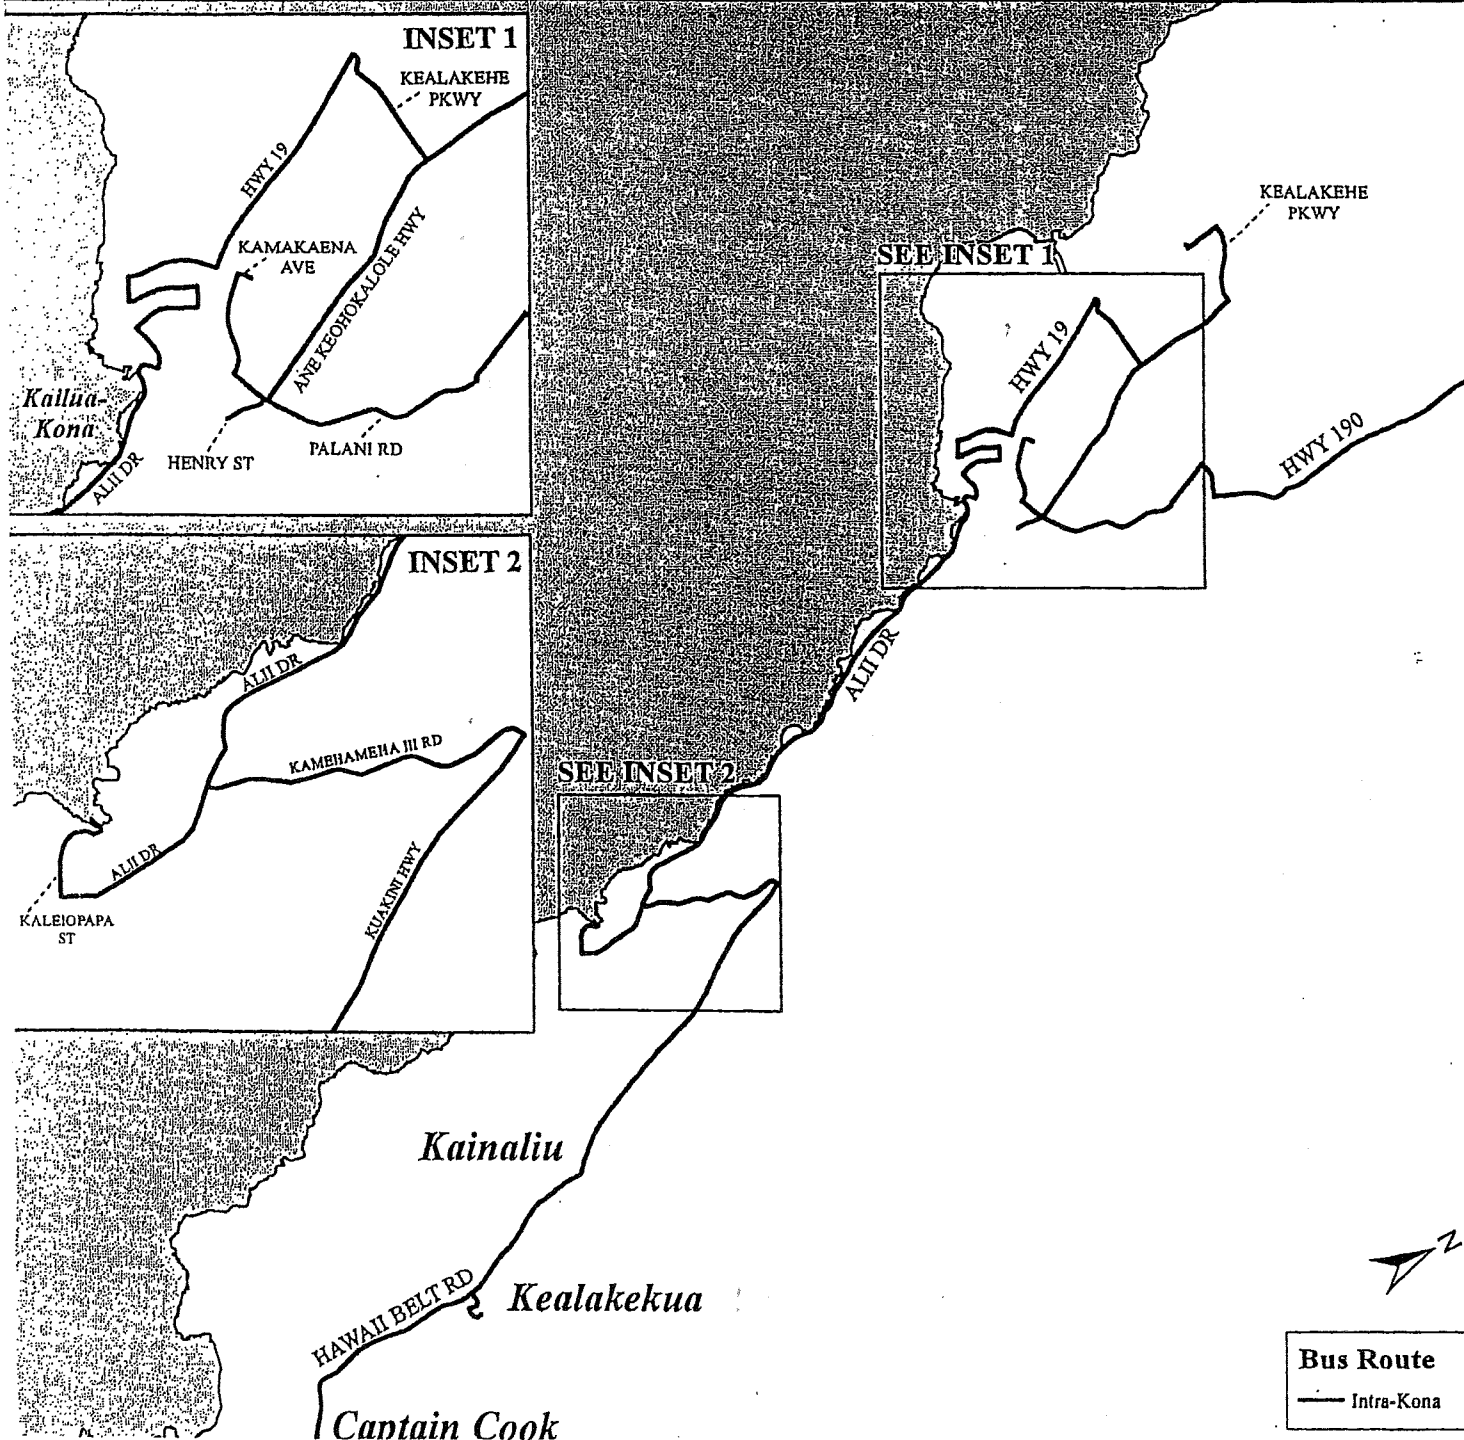 INSET 1
KEALAKEHE
PKWY
HWY 19
KAMAKAENA
AVE
ANE KEOHOKALOLE HWY
Kailua-
Kona
HENRY ST
PALANI RD
ALII DR
INSET 2
ALII DR
KAMEHAMEHA III RD
ALII DR
KUAKINI HWY
KALEIOPAPA
ST
KEALAKEHE
PKWY
SEE INSET 1
HWY 19
HWY 190
ALII DR
SEE INSET 2
Kainaliu
Kealakekua
HAWAII BELT RD
Captain Cook
N
Bus Route
Intra-Kona